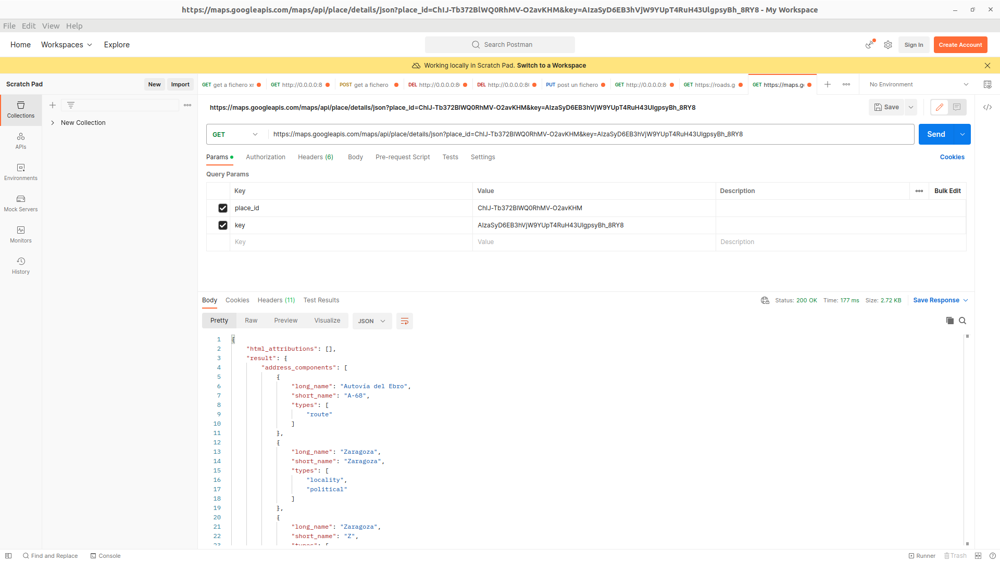 https://maps.googleapis.com/maps/api/place/details/json?place_id=ChIJ-Tb372BlWQ0RhMV-O2avKHM&key=AIzaSyD6EB3hVjW9YUpT4RuH43UlgpsyBh_8RY8 - My Workspace
File Edit View Help
Home Workspaces Explore Search Postman Sign In Create Account
Working locally in Scratch Pad. Switch to a Workspace
Scratch Pad New Import
GET get a fichero xr GET http://0.0.0.0:8 POST get a fichero DEL http://0.0.0.0:80 DEL http://0.0.0.0:80 PUT post un fichero GET http://0.0.0.0:8 GET https://roads.g GET https://maps.go No Environment
Collections
New Collection
APIs
Environments
Mock Servers
Monitors
History
https://maps.googleapis.com/maps/api/place/details/json?place_id=ChIJ-Tb372BlWQ0RhMV-O2avKHM&key=AIzaSyD6EB3hVjW9YUpT4RuH43UlgpsyBh_8RY8 Save
GET https://maps.googleapis.com/maps/api/place/details/json?place_id=ChIJ-Tb372BlWQ0RhMV-O2avKHM&key=AIzaSyD6EB3hVjW9YUpT4RuH43UlgpsyBh_8RY8 Send
Params Authorization Headers (6) Body Pre-request Script Tests Settings Cookies
Query Params
Key Value Description Bulk Edit
place_id ChIJ-Tb372BlWQ0RhMV-O2avKHM
key AIzaSyD6EB3hVjW9YUpT4RuH43UlgpsyBh_8RY8
Key Value Description
Body Cookies Headers (11) Test Results Status: 200 OK Time: 177 ms Size: 2.72 KB Save Response
Pretty Raw Preview Visualize JSON
1 {
2 "html_attributions": [],
3 "result": {
4 "address_components": [
5 {
6 "long_name": "Autovía del Ebro",
7 "short_name": "A-68",
8 "types": [
9 "route"
10 ]
11 },
12 {
13 "long_name": "Zaragoza",
14 "short_name": "Zaragoza",
15 "types": [
16 "locality",
17 "political"
18 ]
19 },
20 {
21 "long_name": "Zaragoza",
22 "short_name": "Z",
23 "types": [
Find and Replace Console Runner Trash